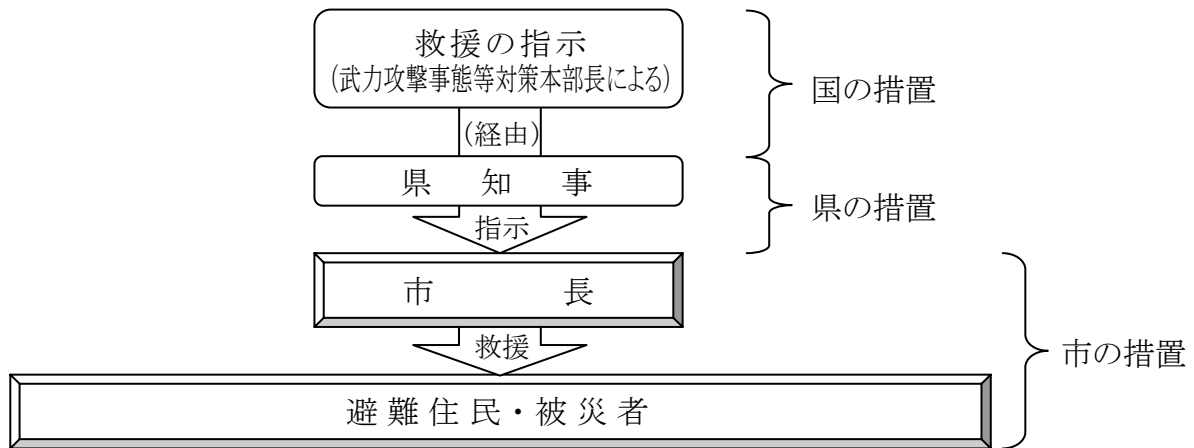 救援の指示
(武力攻撃事態等対策本部長による)
(経由)
国の措置
県知事
指示
県の措置
市長
救援
市の措置
避難住民・被災者